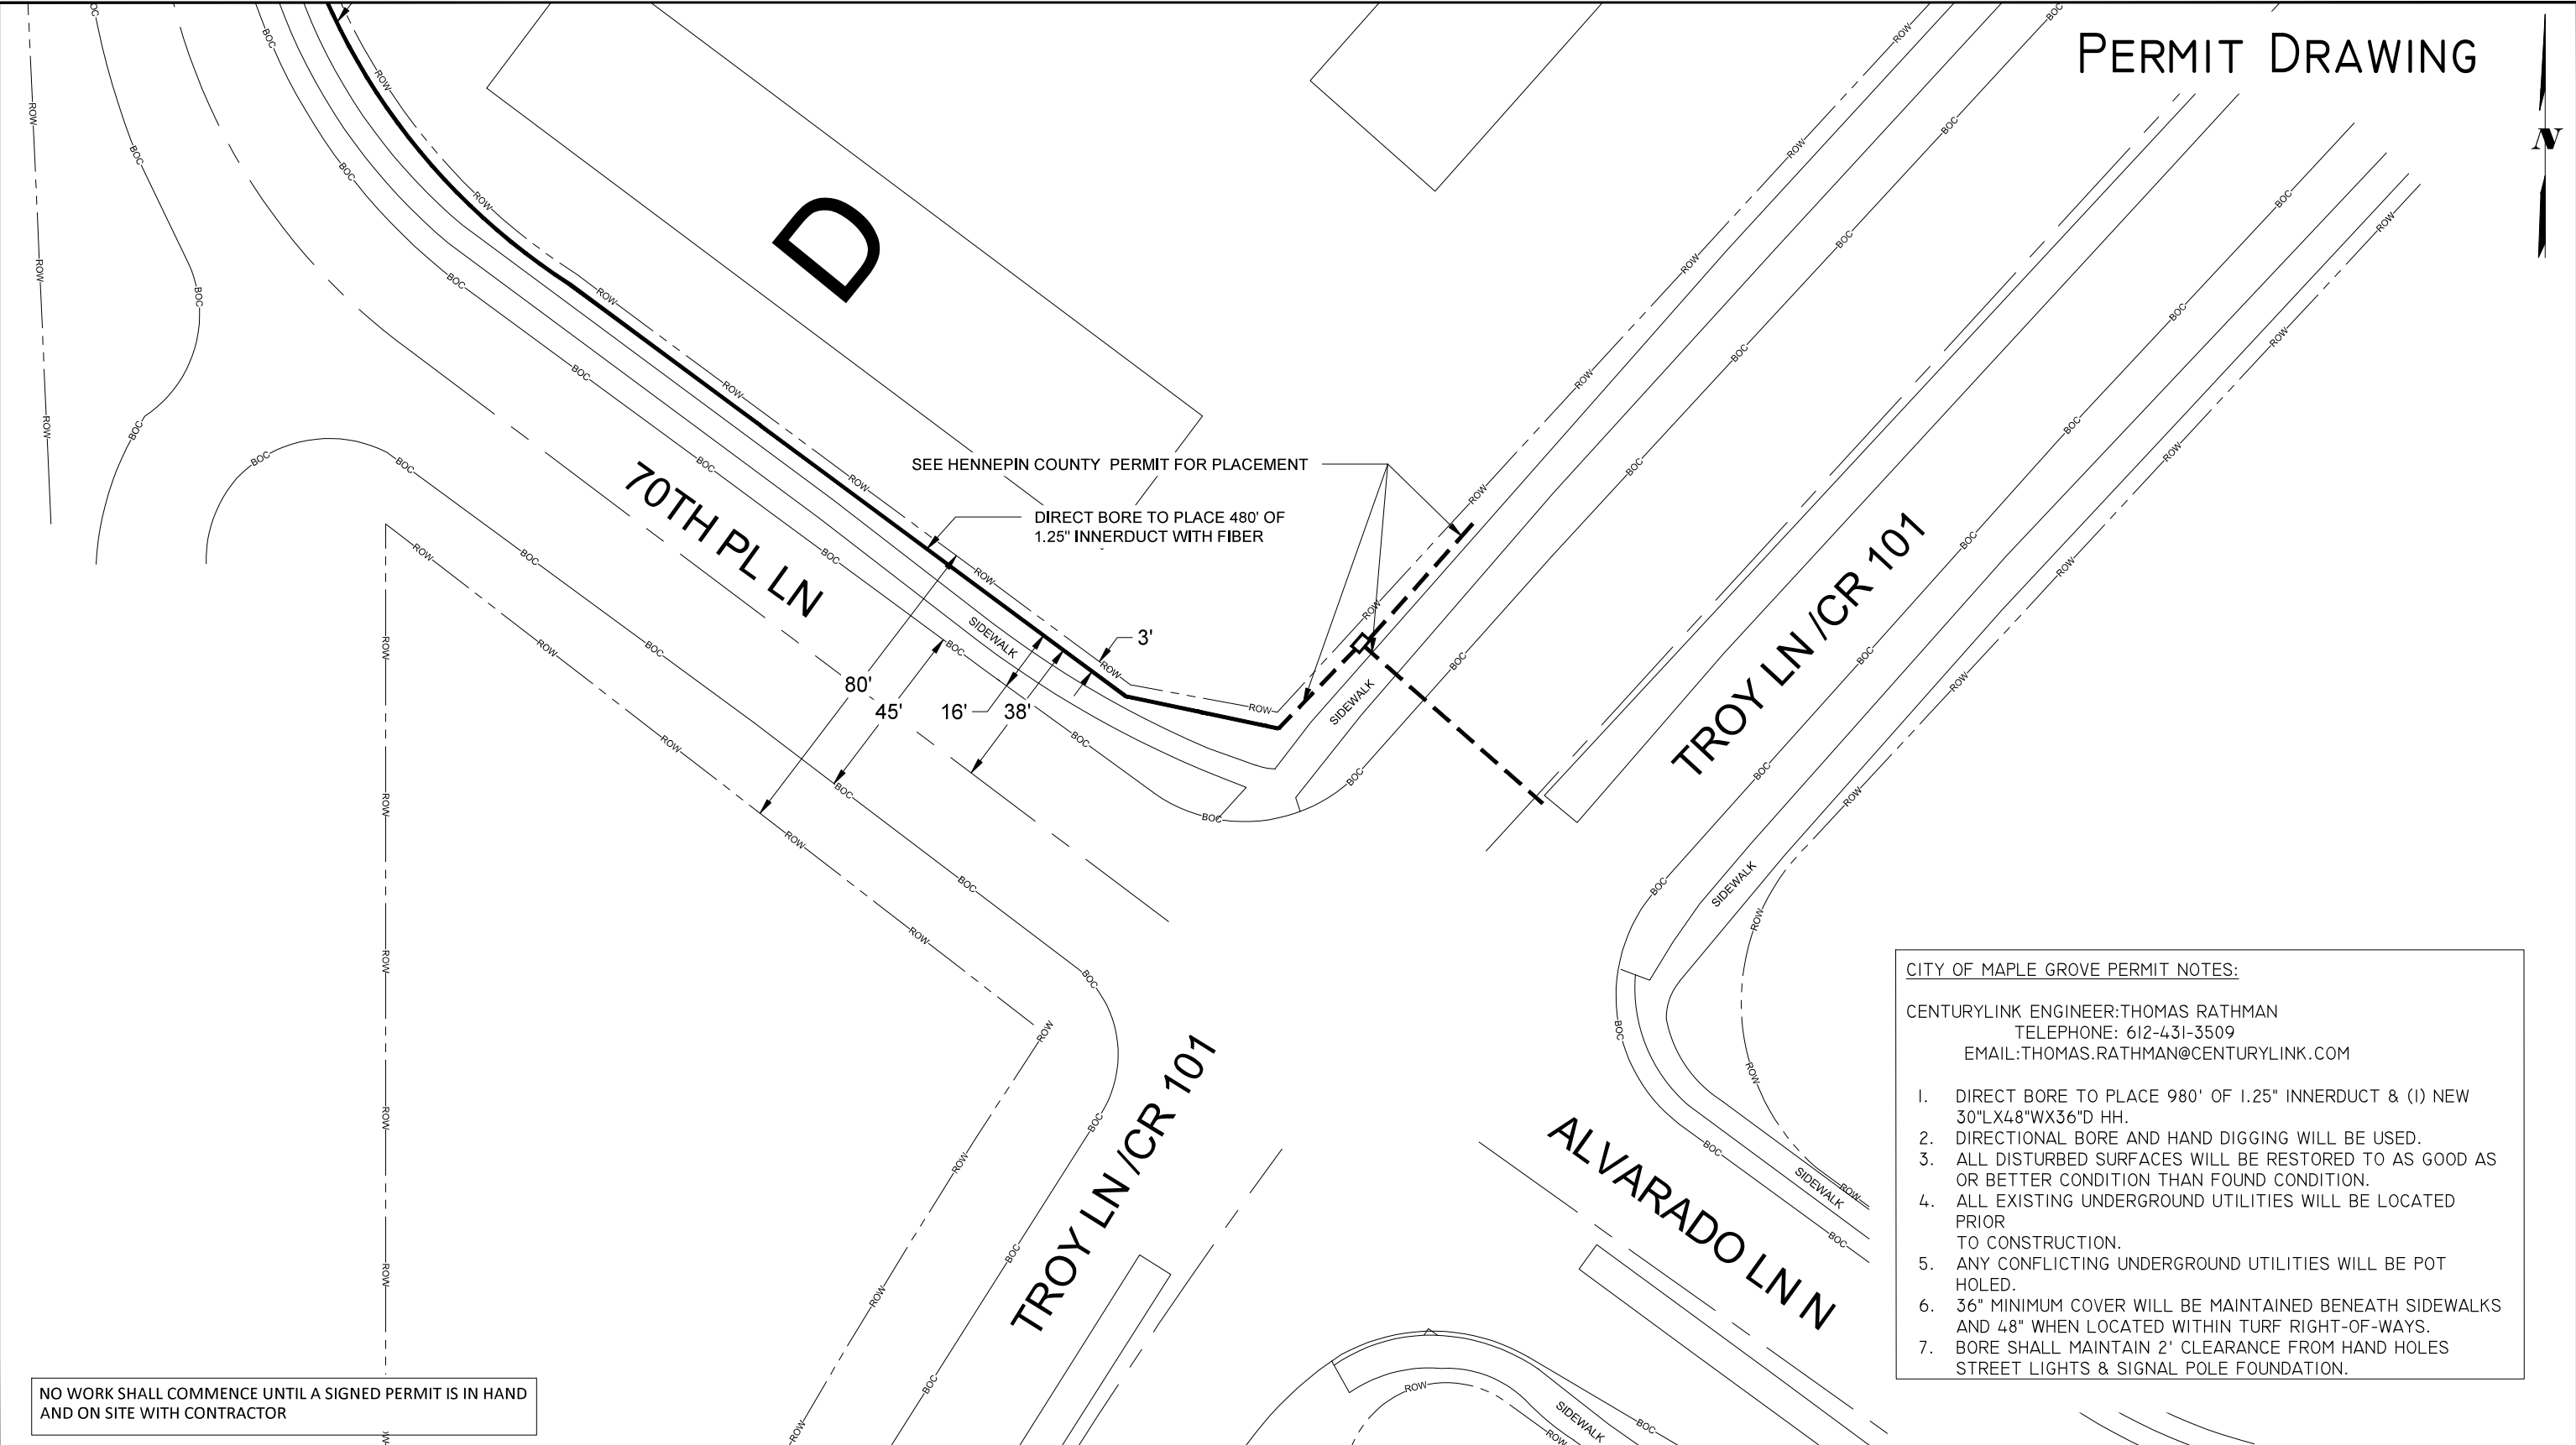 PERMIT DRAWING
N
D
SEE HENNEPIN COUNTY PERMIT FOR PLACEMENT
DIRECT BORE TO PLACE 480' OF
1.25" INNERDUCT WITH FIBER
70TH PL LN
SIDEWALK
3'
80'
45'
16'
38'
SIDEWALK
TROY LN /CR 101
SIDEWALK
TROY LN /CR 101
ALVARADO LN N
SIDEWALK
SIDEWALK
ROW
BOC
CITY OF MAPLE GROVE PERMIT NOTES:
CENTURYLINK ENGINEER:THOMAS RATHMAN
TELEPHONE: 612-431-3509
EMAIL:THOMAS.RATHMAN@CENTURYLINK.COM
1. DIRECT BORE TO PLACE 980' OF 1.25" INNERDUCT & (1) NEW
30"LX48"WX36"D HH.
2. DIRECTIONAL BORE AND HAND DIGGING WILL BE USED.
3. ALL DISTURBED SURFACES WILL BE RESTORED TO AS GOOD AS
OR BETTER CONDITION THAN FOUND CONDITION.
4. ALL EXISTING UNDERGROUND UTILITIES WILL BE LOCATED
PRIOR
TO CONSTRUCTION.
5. ANY CONFLICTING UNDERGROUND UTILITIES WILL BE POT
HOLED.
6. 36" MINIMUM COVER WILL BE MAINTAINED BENEATH SIDEWALKS
AND 48" WHEN LOCATED WITHIN TURF RIGHT-OF-WAYS.
7. BORE SHALL MAINTAIN 2' CLEARANCE FROM HAND HOLES
STREET LIGHTS & SIGNAL POLE FOUNDATION.
NO WORK SHALL COMMENCE UNTIL A SIGNED PERMIT IS IN HAND
AND ON SITE WITH CONTRACTOR